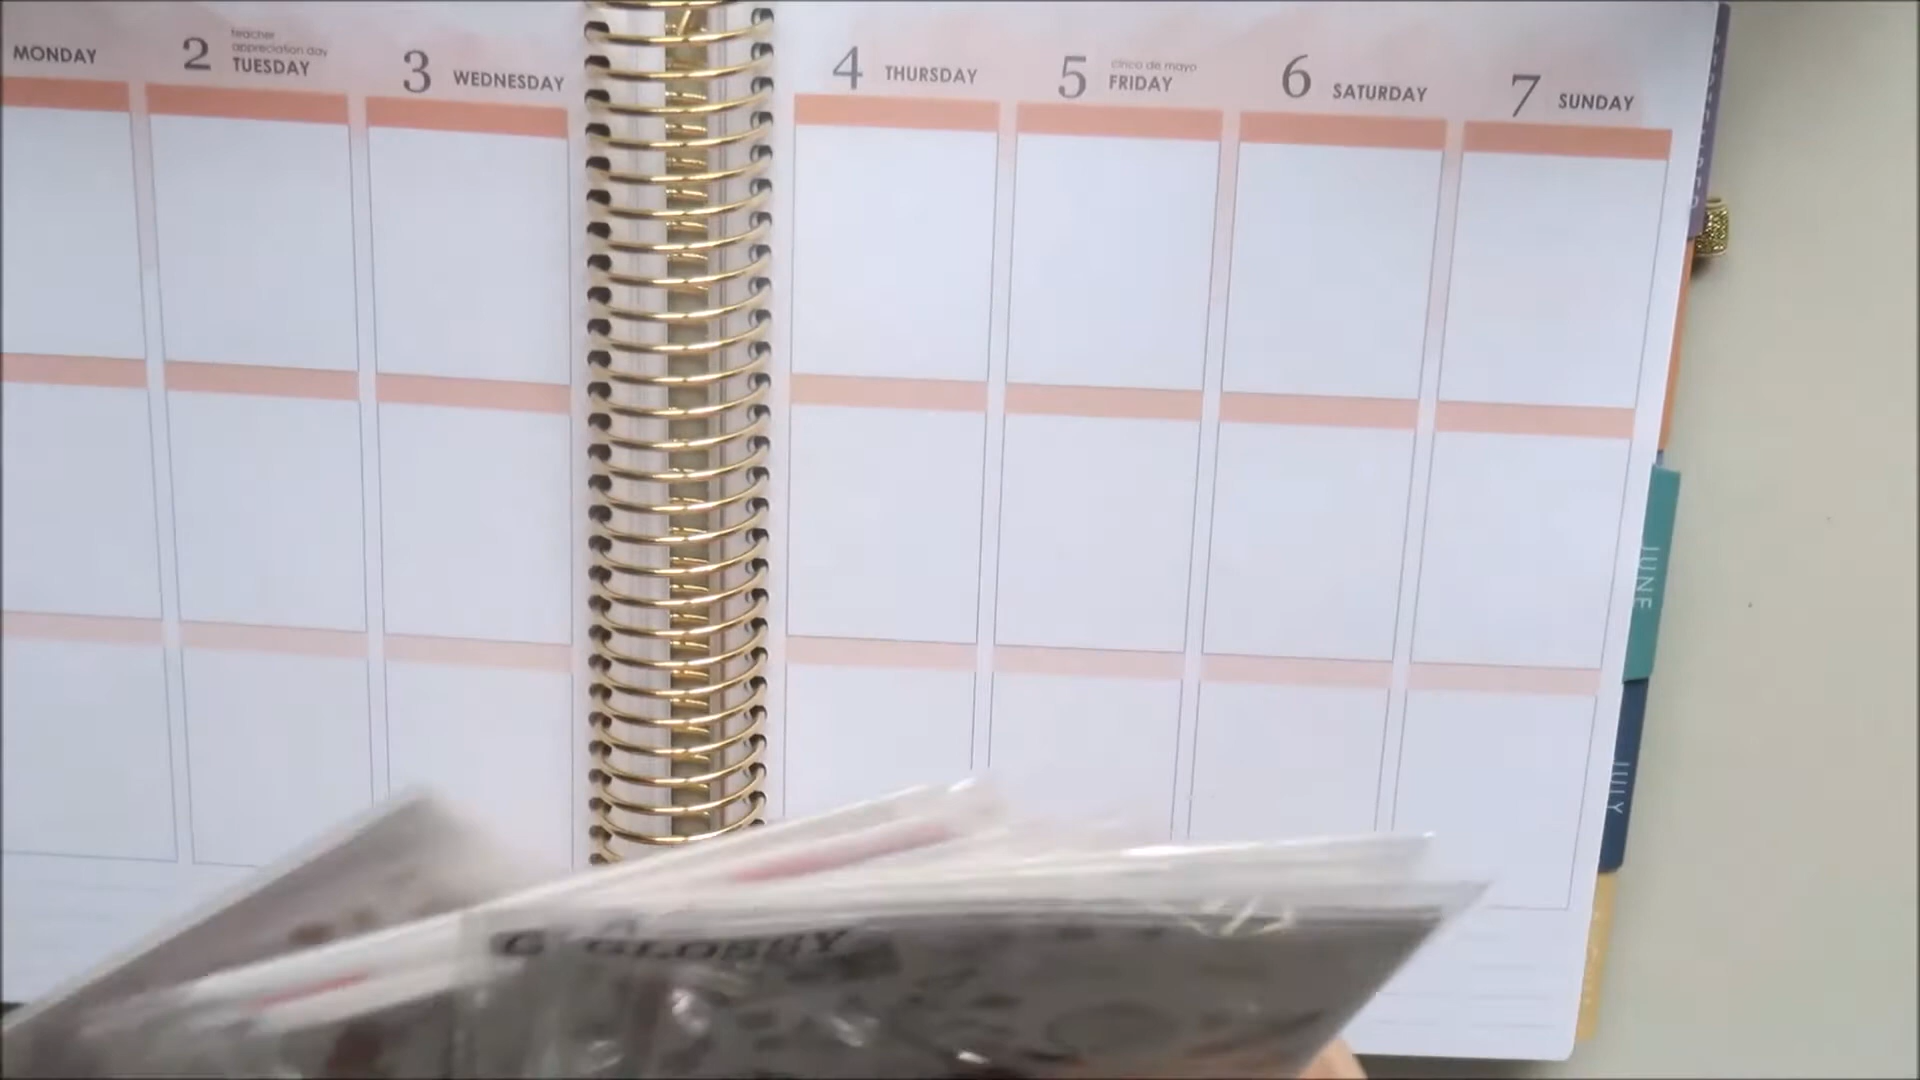 MONDAY
2 teacher
appreciation day
TUESDAY
3 WEDNESDAY
4 THURSDAY
5 cinco de mayo
FRIDAY
6 SATURDAY
7 SUNDAY
JUNE
JULY
G GLOSSY